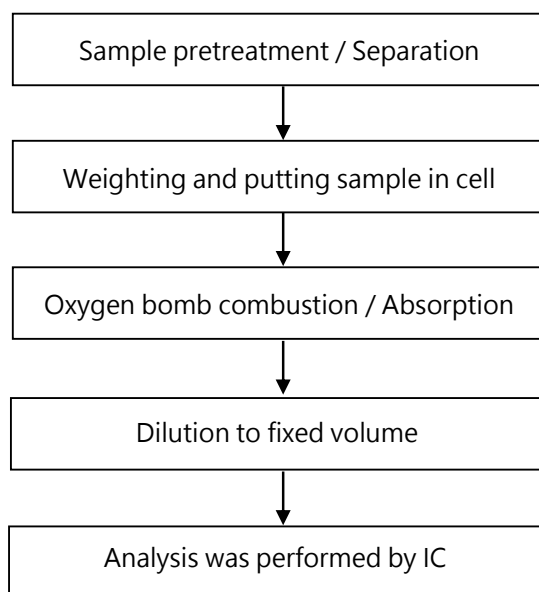 Sample pretreatment / Separation
Weighting and putting sample in cell
Oxygen bomb combustion / Absorption
Dilution to fixed volume
Analysis was performed by IC